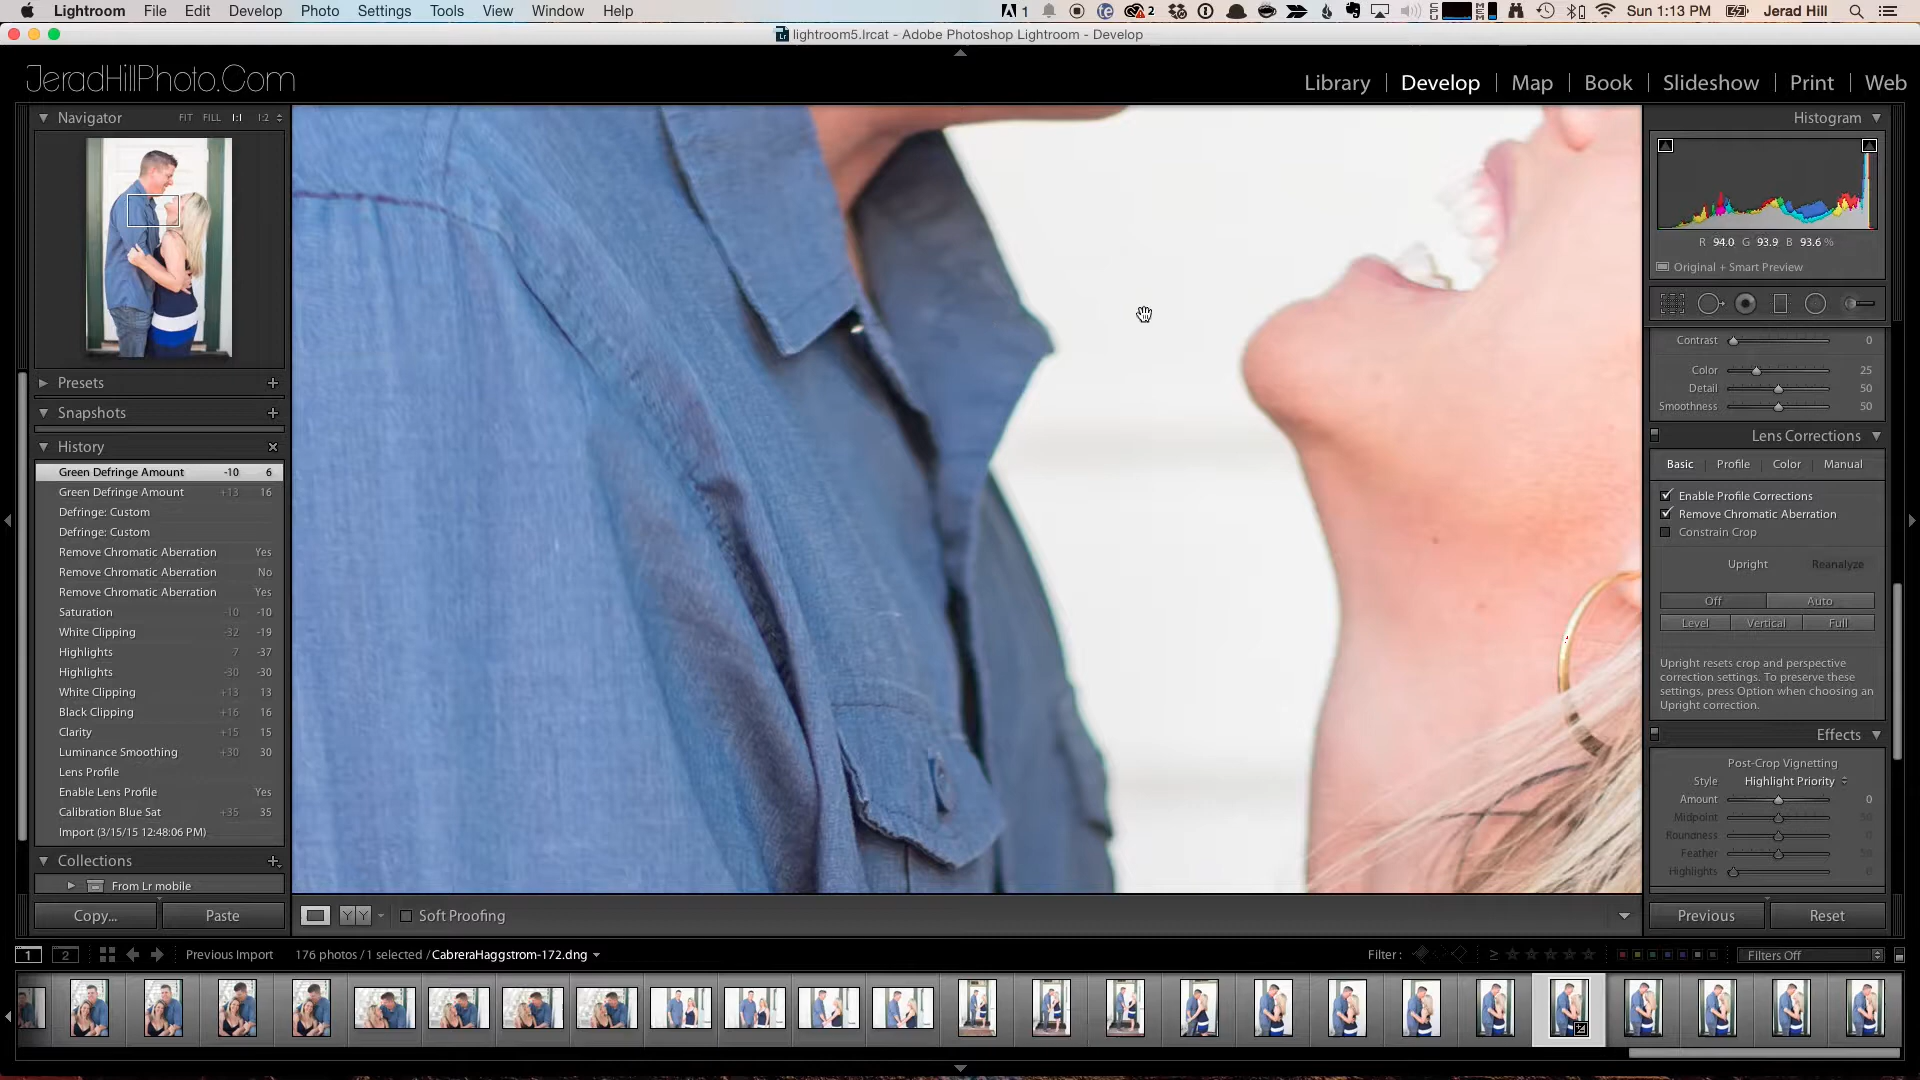 Lightroom File Edit Develop Photo Settings Tools View Window Help 1 2 Sun 1:13 PM Jerad Hill
lightroom5.lrcat - Adobe Photoshop Lightroom - Develop
JeradHillPhoto.Com
Library Develop Map Book Slideshow Print Web
Navigator FIT FILL 1:1 1:2
Presets
Snapshots
History
Green Defringe Amount -10 6
Green Defringe Amount +13 16
Defringe: Custom
Defringe: Custom
Remove Chromatic Aberration Yes
Remove Chromatic Aberration No
Remove Chromatic Aberration Yes
Saturation -10 -10
White Clipping -32 -19
Highlights -7 -37
Highlights -30 -30
White Clipping +13 13
Black Clipping +16 16
Clarity +15 15
Luminance Smoothing +30 30
Lens Profile
Enable Lens Profile Yes
Calibration Blue Sat +35 35
Import (3/15/15 12:48:06 PM)
Collections
From Lr mobile
Copy... Paste
Soft Proofing
Histogram
R 94.0 G 93.9 B 93.6 %
Original + Smart Preview
Contrast 0
Color 25
Detail 50
Smoothness 50
Lens Corrections
Basic Profile Color Manual
Enable Profile Corrections
Remove Chromatic Aberration
Constrain Crop
Upright Reanalyze
Off Auto
Level Vertical Full
Upright resets crop and perspective
correction settings. To preserve these
settings, press Option when choosing an
Upright correction.
Effects
Post-Crop Vignetting
Style Highlight Priority
Amount 0
Midpoint
Roundness 0
Feather
Highlights 0
Previous Reset
1 2 Previous Import 176 photos / 1 selected / CabreraHaggstrom-172.dng Filter : Filters Off